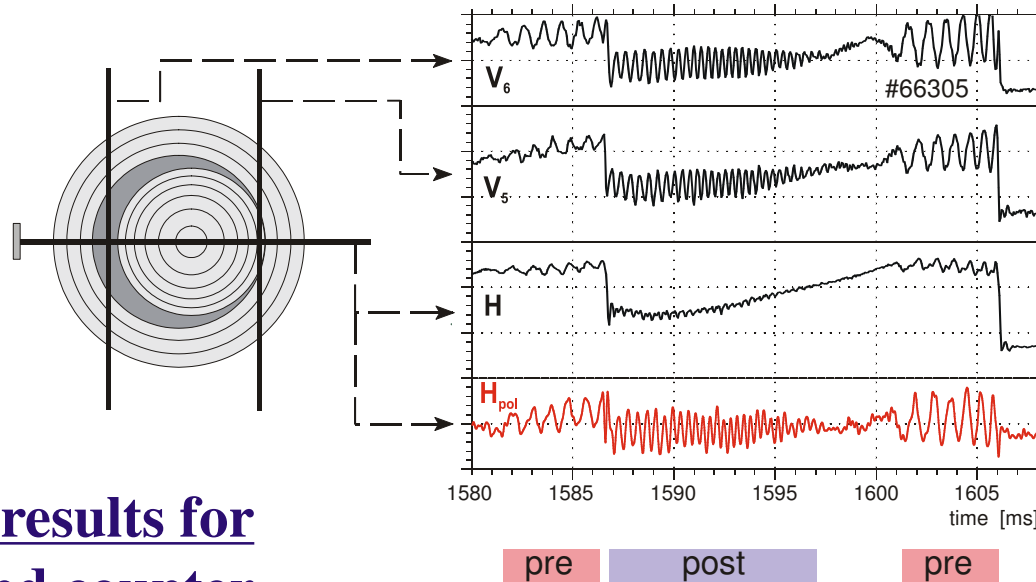 V6
#66305
V5
H
Hpol
1580 1585 1590 1595 1600 1605
time [ms]
results for
pre post pre